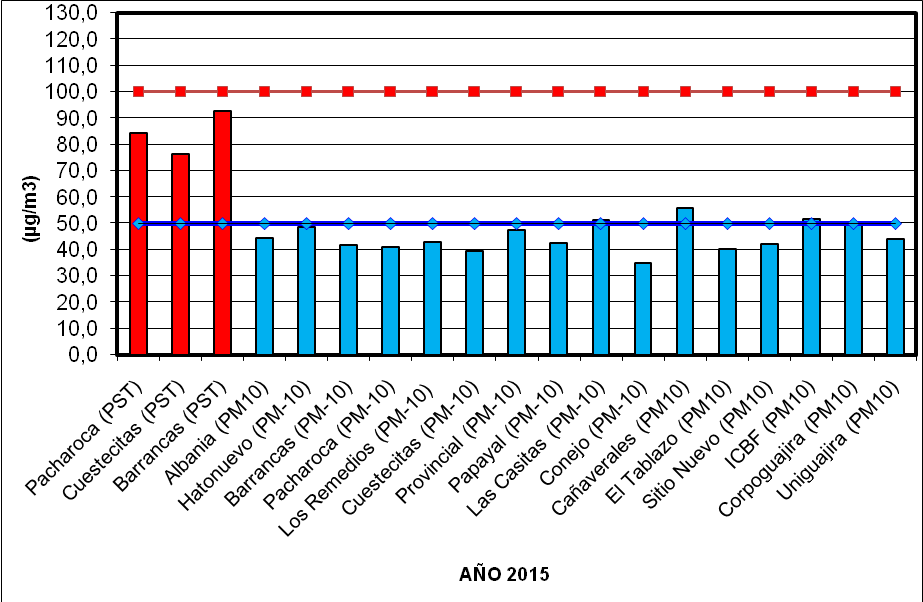 130,0
120,0
110,0
100,0
90,0
80,0
70,0
60,0
50,0
40,0
30,0
20,0
10,0
0,0
(µg/m3)
Pacharoca (PST)
Cuestecitas (PST)
Barrancas (PST)
Albania (PM10)
Hatonuevo (PM-10)
Barrancas (PM-10)
Pacharoca (PM-10)
Los Remedios (PM-10)
Cuestecitas (PM-10)
Provincial (PM-10)
Papayal (PM-10)
Las Casitas (PM-10)
Conejo (PM-10)
Cañaverales (PM10)
El Tablazo (PM10)
Sitio Nuevo (PM10)
ICBF (PM10)
Corpoguajira (PM10)
Uniguajira (PM10)
AÑO 2015